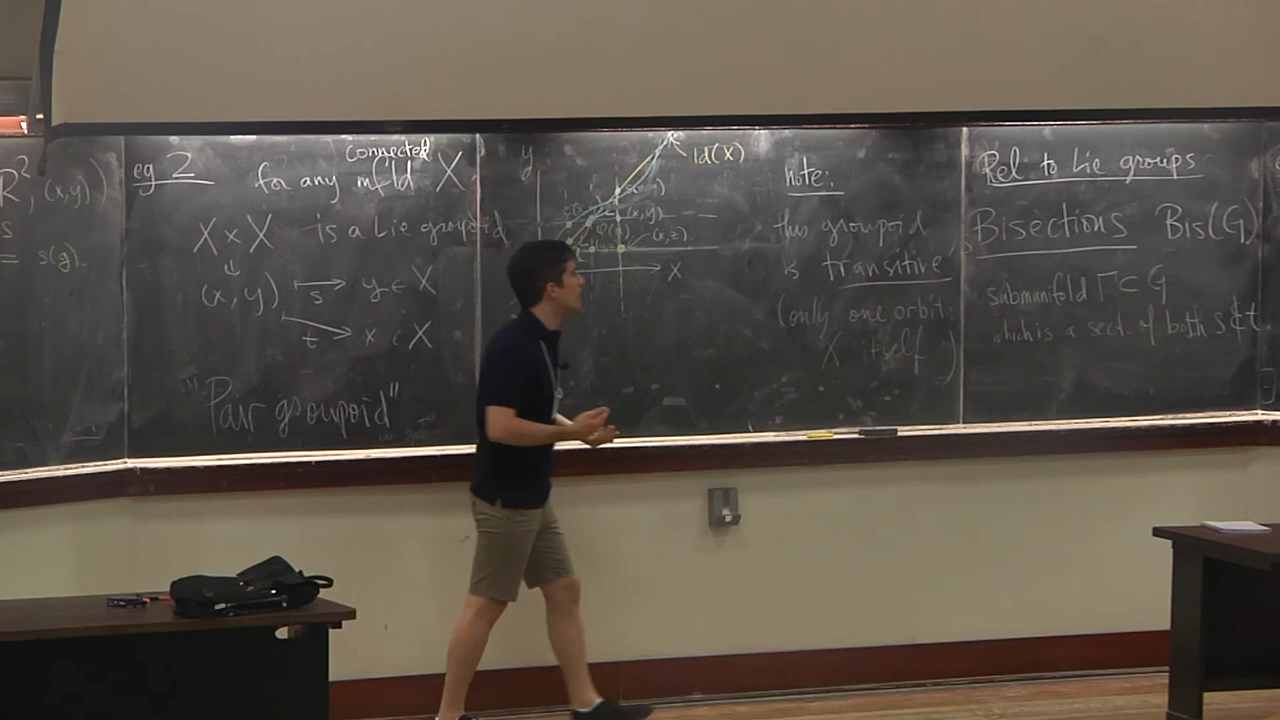 R², (x,y))
= s(g).
eg 2
connected
for any mfld X
X × X is a Lie groupoid
(x, y) ⟼ y ∈ X
s
t
x ∈ X
"Pair groupoid"
y
Id(X)
(x,y)
(x,z)
X
note:
this groupoid
is transitive
(only one orbit:
X itself)
Rel to Lie groups
Bisections Bis(G)
submanifold Γ ⊂ G
which is a sect. of both s & t